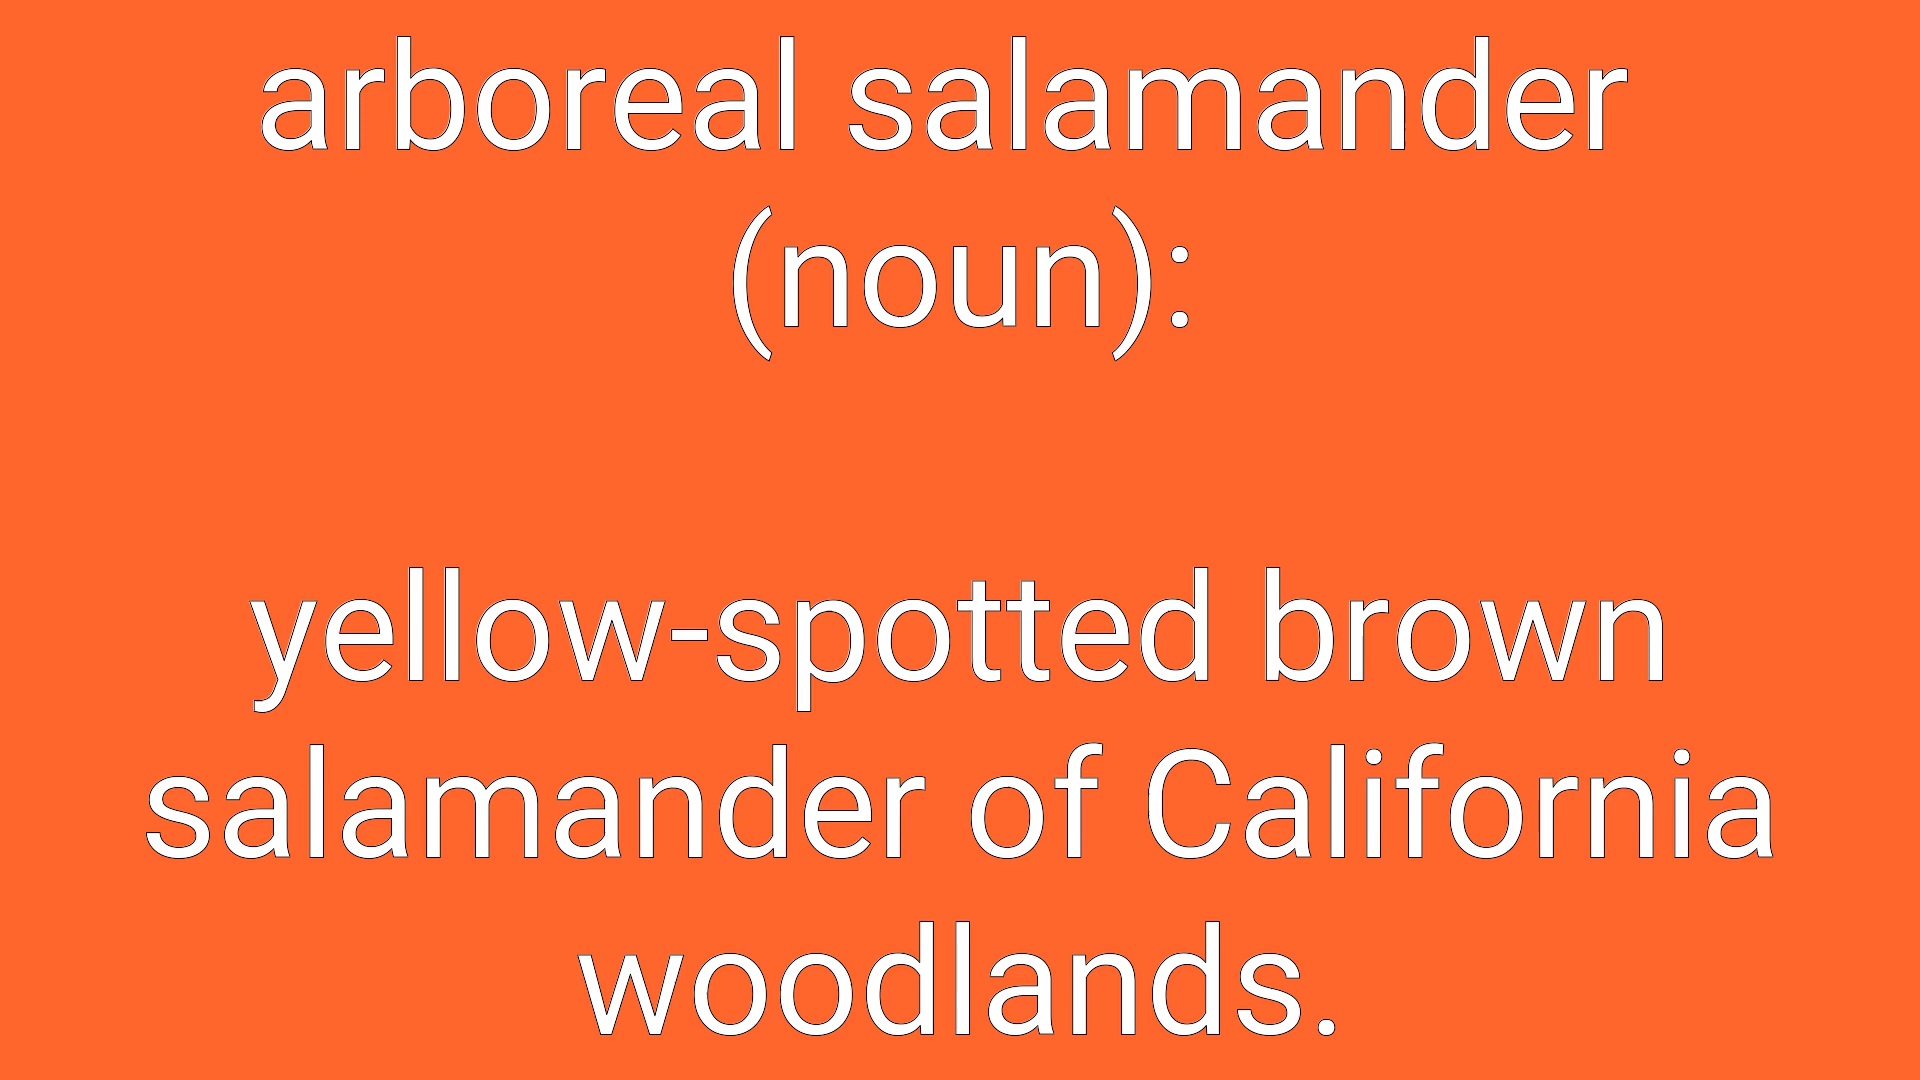 arboreal salamander
(noun):
yellow-spotted brown
salamander of California
woodlands.